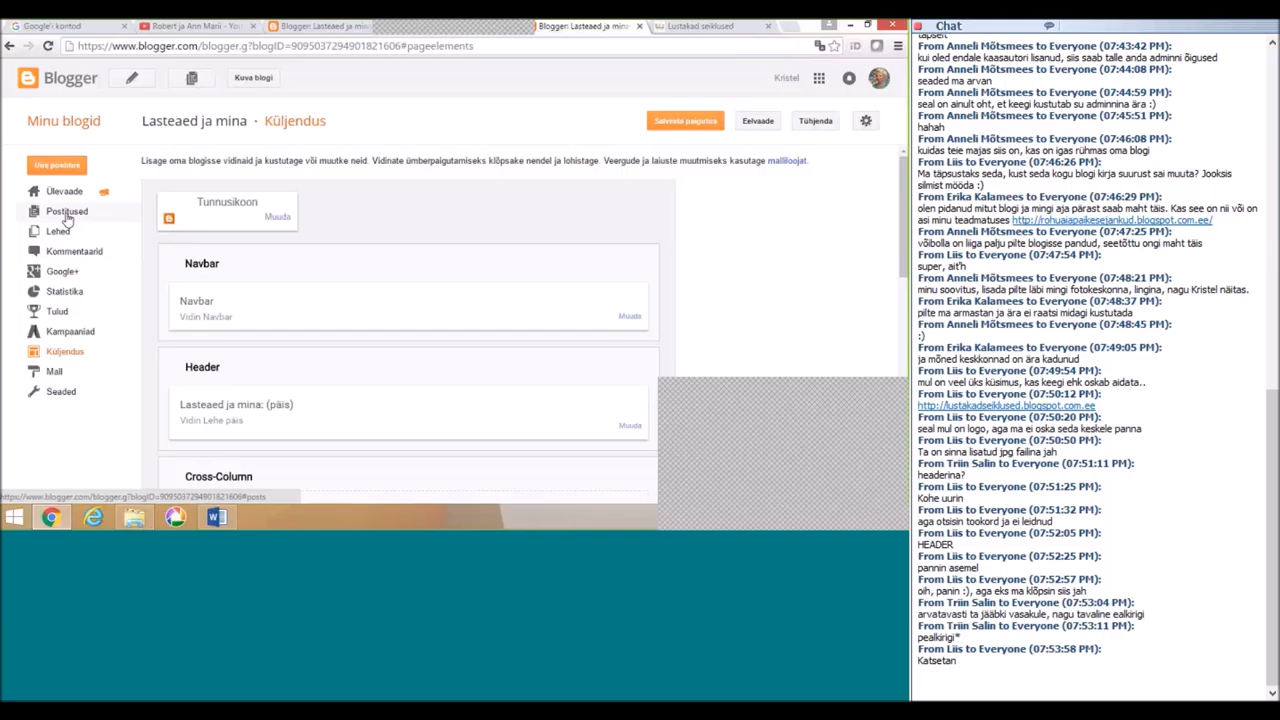 Google'i kontod
Robert ja Ann Marii - You
Blogger: Lasteaed ja mina
Blogger: Lasteaed ja mina
Lustakad seiklused
https://www.blogger.com/blogger.g?blogID=9095037294901821606#pageelements
Blogger
Kuva blogi
Kristel
Minu blogid
Lasteaed ja mina · Küljendus
Salvesta paigutus
Eelvaade
Tühjenda
Uus postitus
Lisage oma blogisse vidinaid ja kustutage või muutke neid. Vidinate ümberpaigutamiseks klõpsake nendel ja lohistage. Veergude ja laiuste muutmiseks kasutage malliloojat.
Ülevaade
Postitused
Lehed
Kommentaarid
Google+
Statistika
Tulud
Kampaaniad
Küljendus
Mall
Seaded
Tunnusikoon
Muuda
Navbar
Navbar
Vidin Navbar
Muuda
Header
Lasteaed ja mina: (päis)
Vidin Lehe päis
Muuda
Cross-Column
https://www.blogger.com/blogger.g?blogID=9095037294901821606#posts
Chat
täpselt
From Anneli Mõtsmees to Everyone (07:43:42 PM):
kui oled endale kaasautori lisanud, siis saab talle anda adminni õigused
From Anneli Mõtsmees to Everyone (07:44:08 PM):
seaded ma arvan
From Anneli Mõtsmees to Everyone (07:44:59 PM):
seal on ainult oht, et keegi kustutab su adminnina ära :)
From Anneli Mõtsmees to Everyone (07:45:51 PM):
hahah
From Anneli Mõtsmees to Everyone (07:46:08 PM):
kuidas teie majas siis on, kas on igas rühmas oma blogi
From Liis to Everyone (07:46:26 PM):
Ma täpsustaks seda, kust seda kogu blogi kirja suurust sai muuta? Jooksis
silmist mööda :)
From Erika Kalamees to Everyone (07:46:29 PM):
olen pidanud mitut blogi ja mingi aja pärast saab maht täis. Kas see on nii või on
asi minu teadmatuses http://rohuaiapaikesejankud.blogspot.com.ee/
From Anneli Mõtsmees to Everyone (07:47:25 PM):
võibolla on liiga palju pilte blogisse pandud, seetõttu ongi maht täis
From Liis to Everyone (07:47:54 PM):
super, ait'h
From Anneli Mõtsmees to Everyone (07:48:21 PM):
minu soovitus, lisada pilte läbi mingi fotokeskonna, lingina, nagu Kristel näitas.
From Erika Kalamees to Everyone (07:48:37 PM):
pilte ma armastan ja ära ei raatsi midagi kustutada
From Anneli Mõtsmees to Everyone (07:48:45 PM):
:)
From Erika Kalamees to Everyone (07:49:05 PM):
ja mõned keskkonnad on ära kadunud
From Liis to Everyone (07:49:54 PM):
mul on veel üks küsimus, kas keegi ehk oskab aidata..
From Liis to Everyone (07:50:12 PM):
http://lustakadseiklused.blogspot.com.ee
From Liis to Everyone (07:50:20 PM):
seal mul on logo, aga ma ei oska seda keskele panna
From Liis to Everyone (07:50:50 PM):
Ta on sinna lisatud jpg failina jah
From Triin Salin to Everyone (07:51:11 PM):
headerina?
From Liis to Everyone (07:51:25 PM):
Kohe uurin
From Liis to Everyone (07:51:32 PM):
aga otsisin tookord ja ei leidnud
From Liis to Everyone (07:52:05 PM):
HEADER
From Liis to Everyone (07:52:25 PM):
pannin asemel
From Liis to Everyone (07:52:57 PM):
oih, panin :), aga eks ma klõpsin siis jah
From Triin Salin to Everyone (07:53:04 PM):
arvatavasti ta jääbki vasakule, nagu tavaline ealkirigi
From Triin Salin to Everyone (07:53:11 PM):
pealkirigi*
From Liis to Everyone (07:53:58 PM):
Katsetan